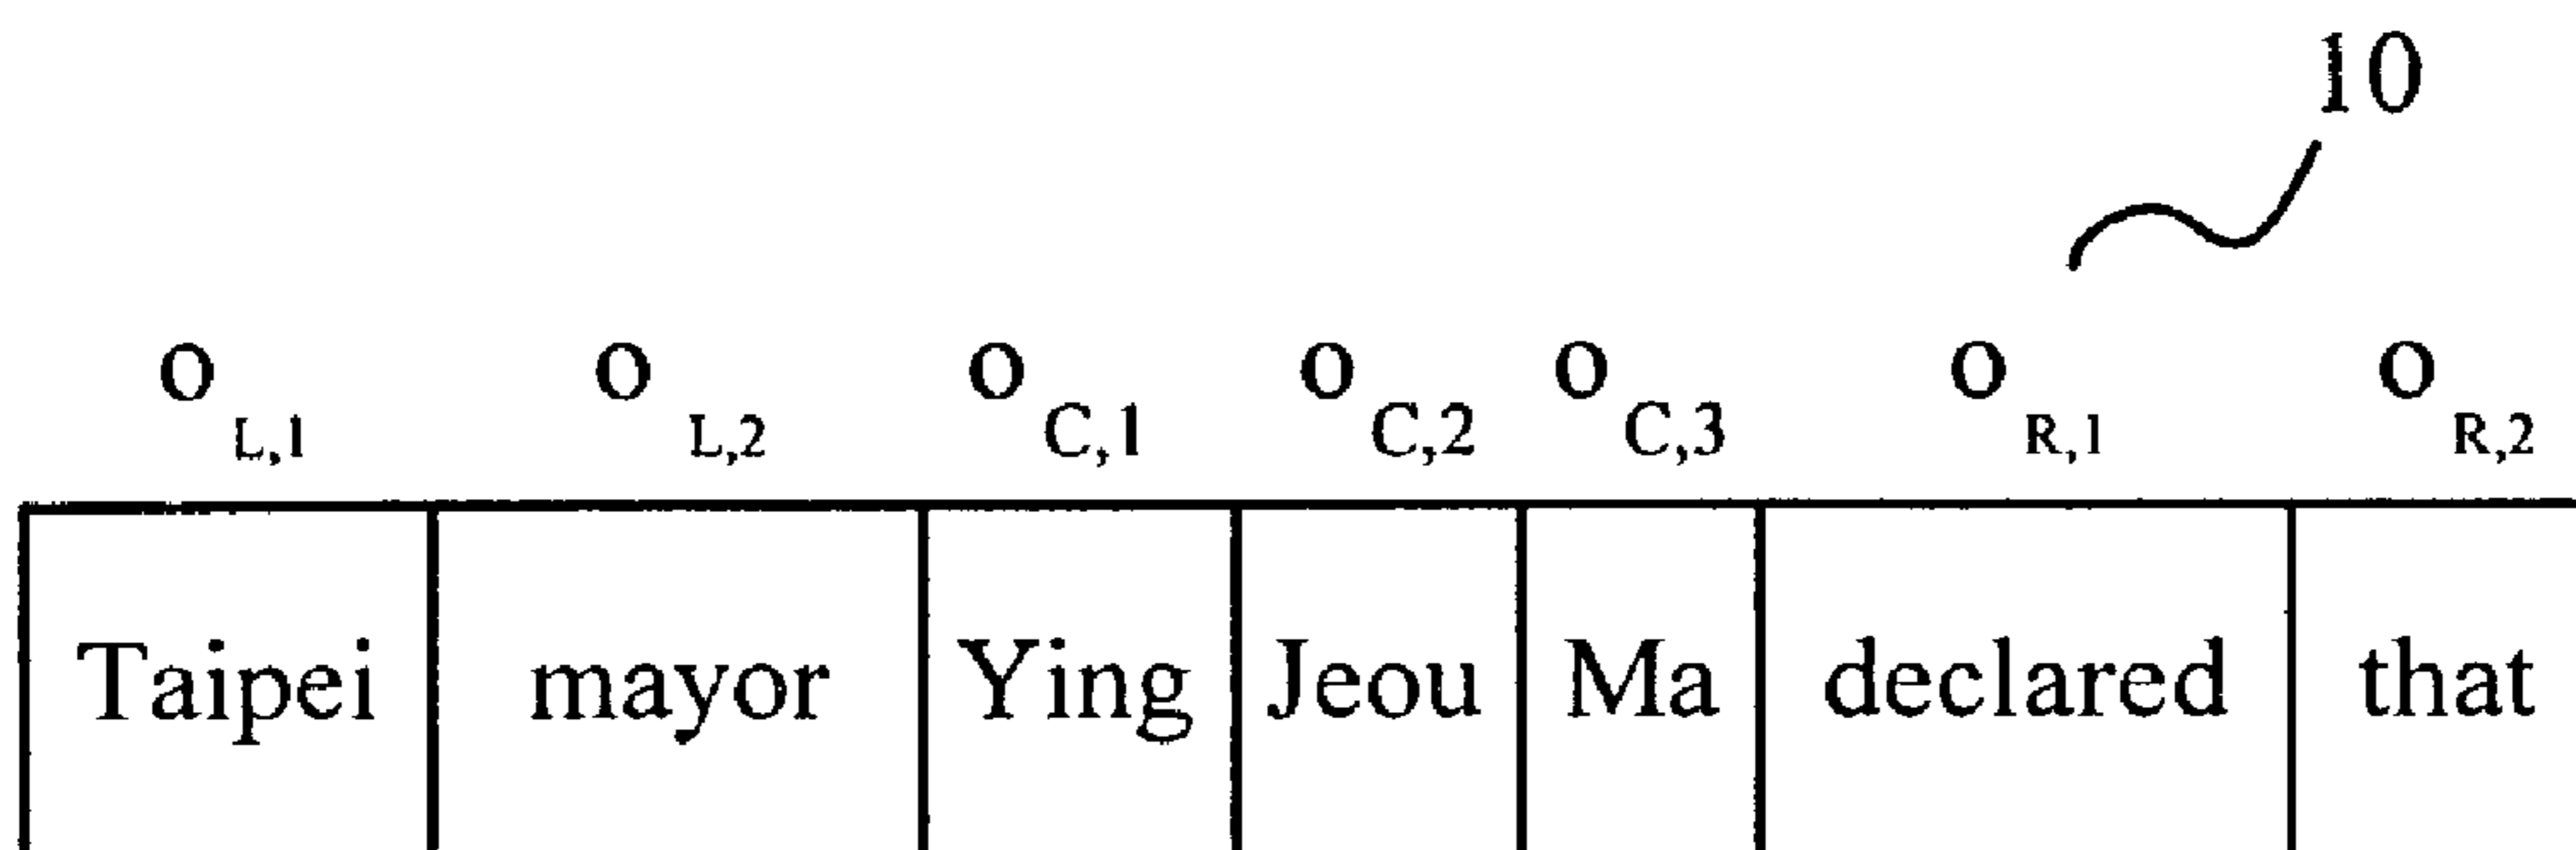 10
o L,1 o L,2 o C,1 o C,2 o C,3 o R,1 o R,2
Taipei mayor Ying Jeou Ma declared that